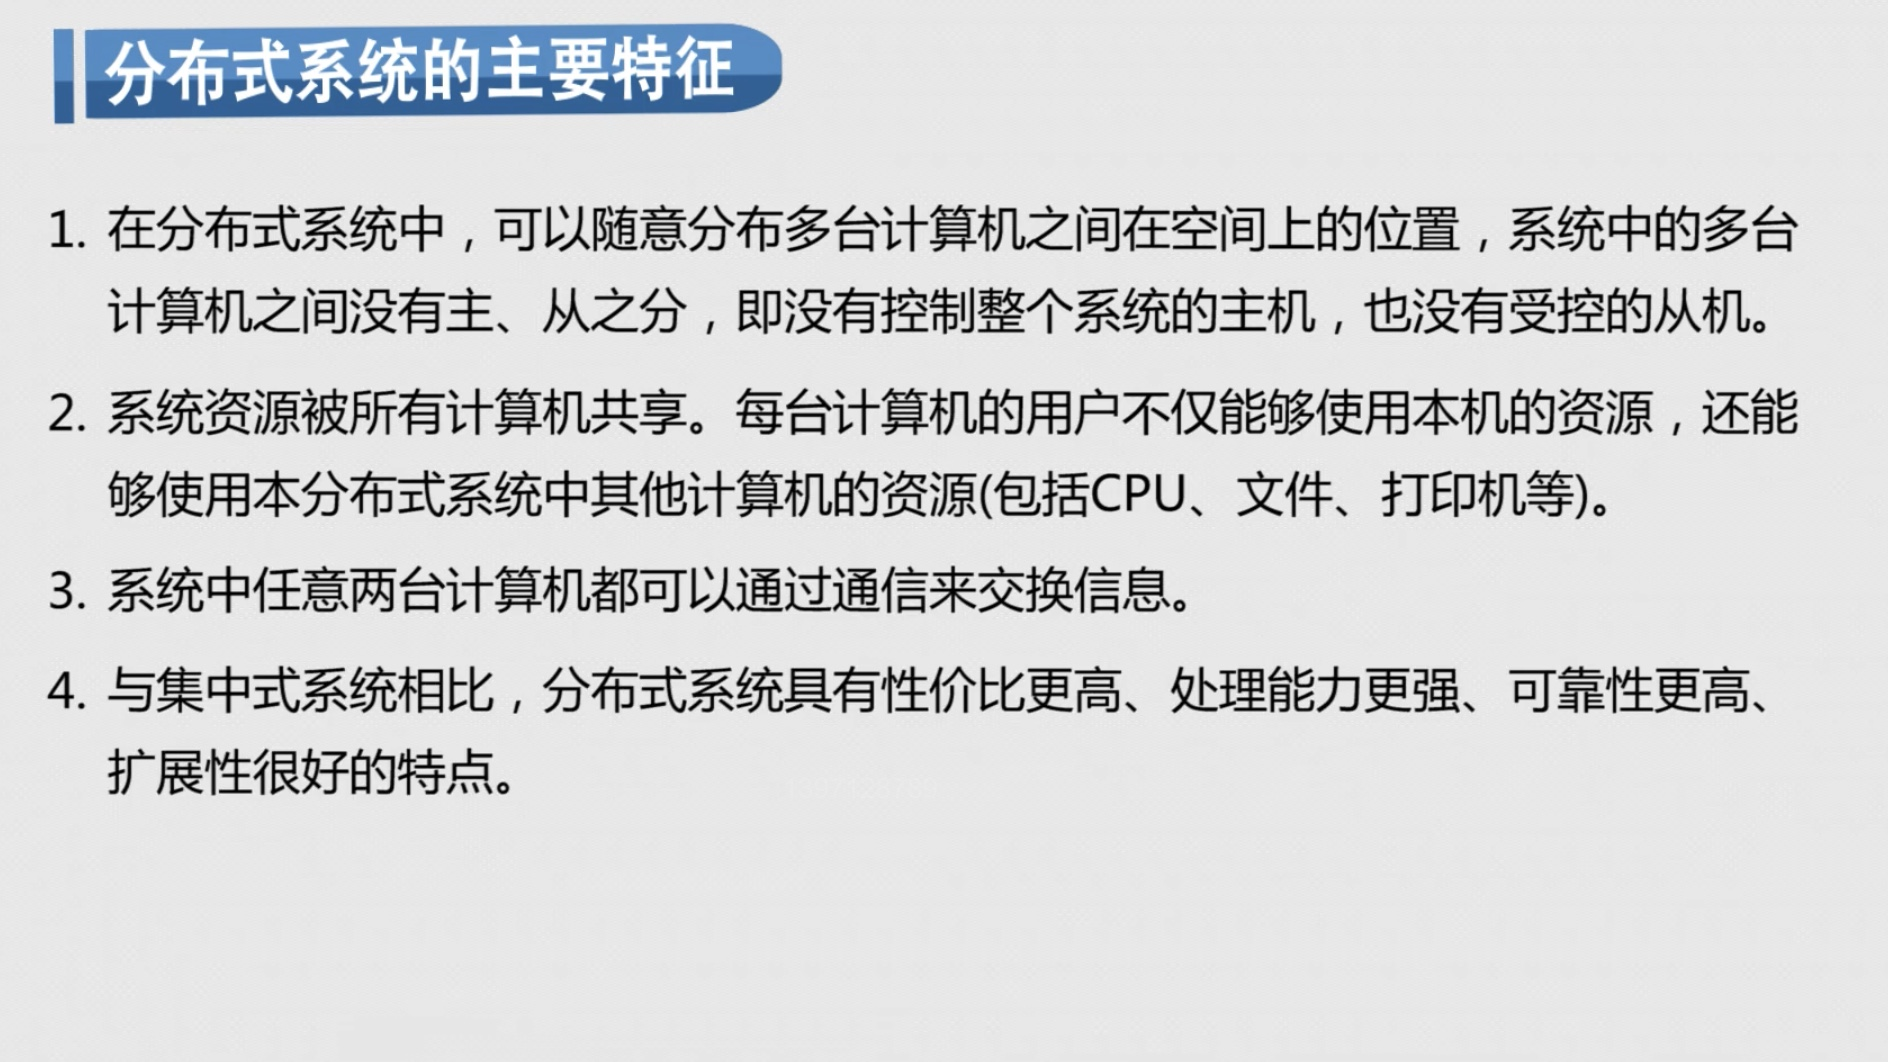 分布式系统的主要特征
1. 在分布式系统中，可以随意分布多台计算机之间在空间上的位置，系统中的多台
计算机之间没有主、从之分，即没有控制整个系统的主机，也没有受控的从机。
2. 系统资源被所有计算机共享。每台计算机的用户不仅能够使用本机的资源，还能
够使用本分布式系统中其他计算机的资源(包括CPU、文件、打印机等)。
3. 系统中任意两台计算机都可以通过通信来交换信息。
4. 与集中式系统相比，分布式系统具有性价比更高、处理能力更强、可靠性更高、
扩展性很好的特点。